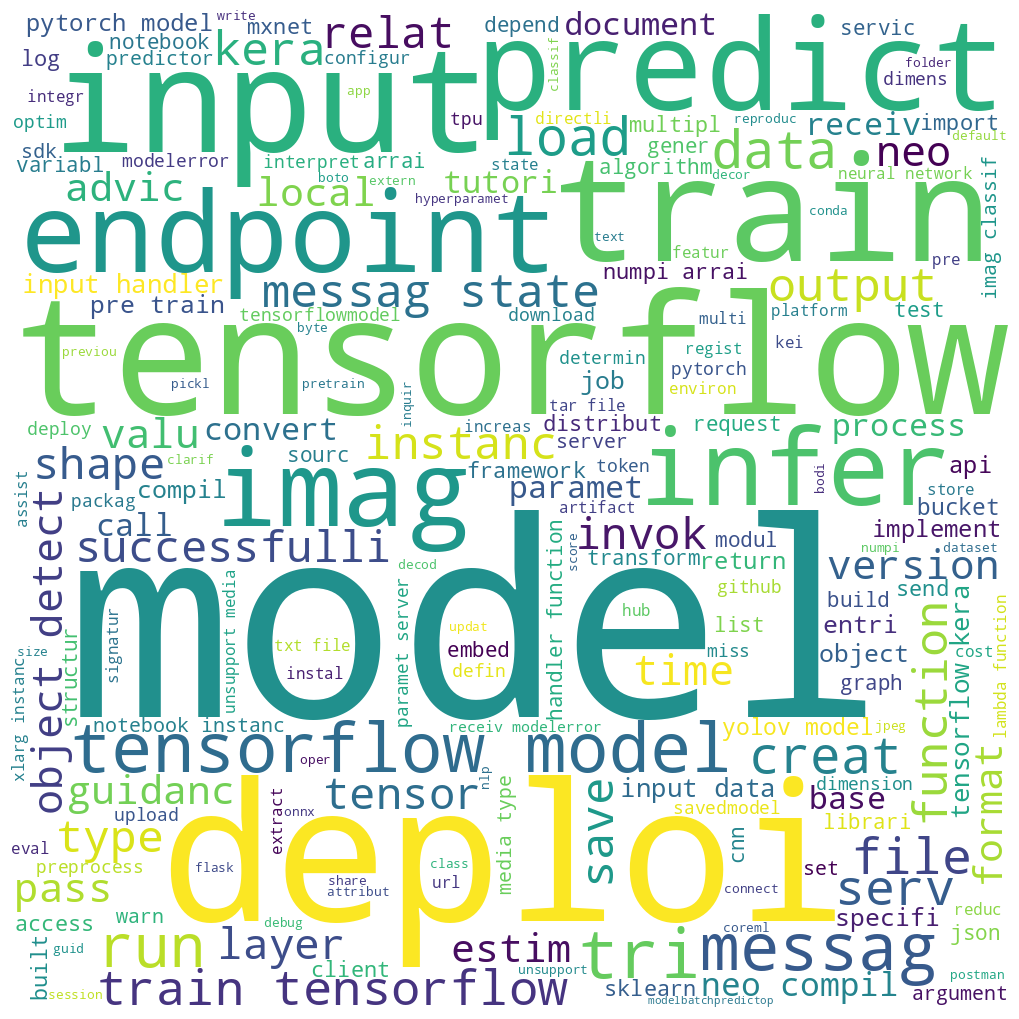 write
pytorch model
mxnet
relat
depend
document
servic
notebook
kera
log
predictor
configur
input
predict
classif
folder
dimens
integr
app
optim
tpu
directli
reproduc
load
multipl
receiv
import
default
sdk
variabl
modelerror
interpret
arrai
gener
data
neo
algorithm
decor
neural network
imag classif
advic
local
boto
extern
state
tutori
hyperparamet
train
endpoint
text
conda
featur
pre
input handler
messag state
numpi arrai
output
pre train
tensorflowmodel
download
multi
platform
test
byte
tensorflow
previou
determin
regist
kei
pickl
pretrain
inquir
job
pytorch
environ
tar file
deploy
valu
convert
instanc
increas
distribut
request
process
server
shape
clarif
sourc
imag
framework
token
infer
bodi
api
assist
packag
compil
paramet
artifact
store
bucket
object detect
call
successfulli
invok
modul
implement
score
transform
return
numpi
dataset
version
decod
handler function
model
unsupport media
paramet server
hub
github
build
send
function
tensorflow kera
lambda function
structur
signatur
size
txt file
updat
embed
list
entri
instal
defin
miss
time
object
cost
graph
xlarg instanc
notebook instanc
receiv modelerror
yolov model
jpeg
tensorflow model
oper
nlp
creat
format
guidanc
tensor
save
input data
dimension
media type
base
upload
extract
onnx
savedmodel
librari
type
deploi
cnn
eval
preprocess
flask
class
set
file
share
attribut
url
connect
pass
serv
access
warn
debug
coreml
specifi
reduc
json
built
guid
run
layer
estim
tri
messag
client
unsupport
postman
session
train tensorflow
sklearn
neo compil
argument
modelbatchpredictop